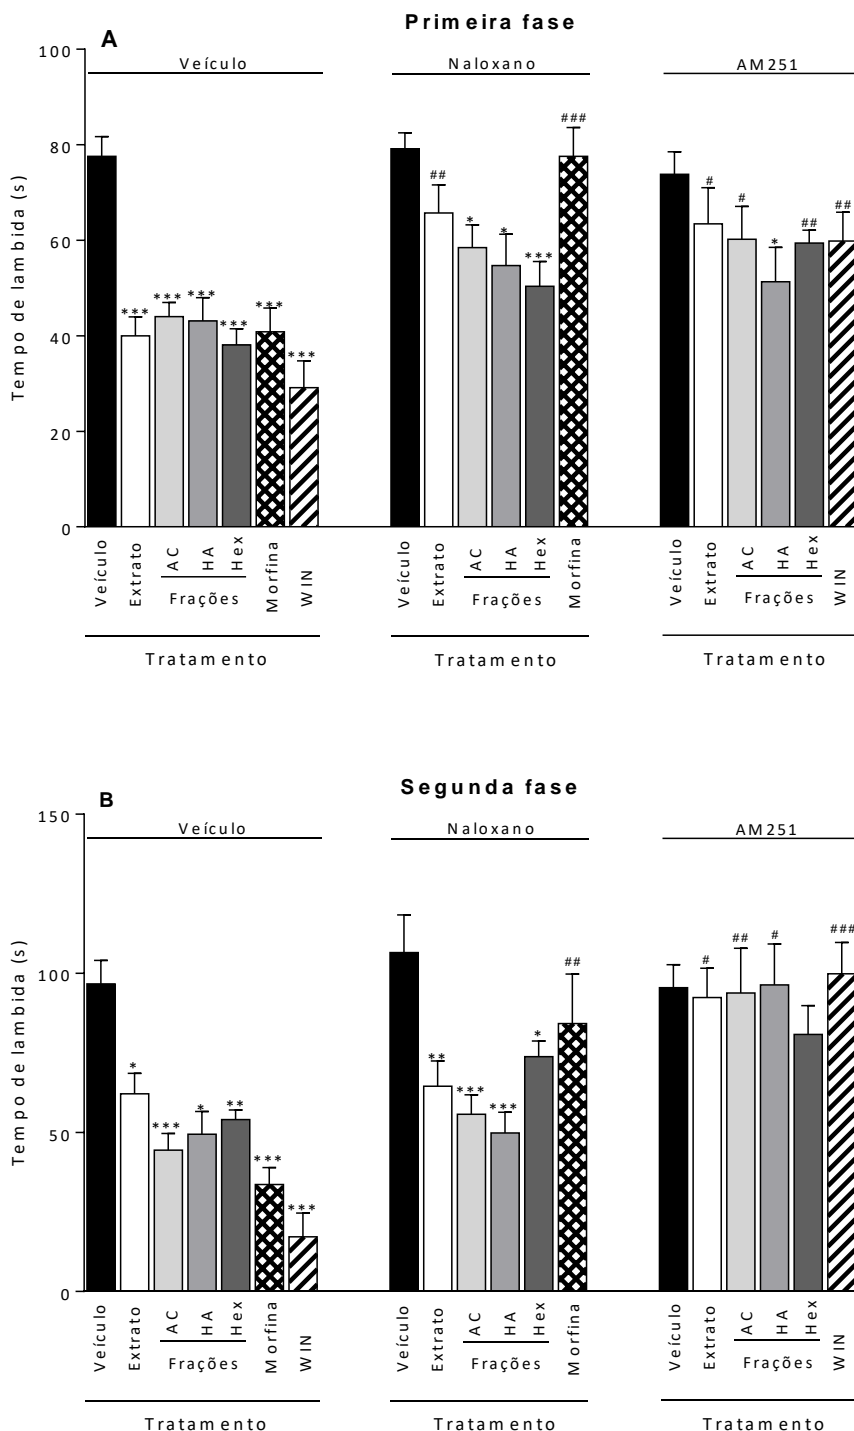 Primeira fase
A
Veículo
Naloxano
AM251
Tempo de lambida (s)
100
80
60
40
20
0
***
***
***
***
***
***
##
*
*
***
###
#
#
*
##
##
Veículo
Extrato
AC
HA
Hex
Morfina
WIN
Frações
Tratamento
Veículo
Extrato
AC
HA
Hex
Morfina
Frações
Tratamento
Veículo
Extrato
AC
HA
Hex
WIN
Frações
Tratamento
Segunda fase
B
Veículo
Naloxano
AM251
Tempo de lambida (s)
150
100
50
0
*
***
*
**
***
***
**
***
***
*
##
#
##
#
###
Veículo
Extrato
AC
HA
Hex
Morfina
WIN
Frações
Tratamento
Veículo
Extrato
AC
HA
Hex
Morfina
Frações
Tratamento
Veículo
Extrato
AC
HA
Hex
WIN
Frações
Tratamento